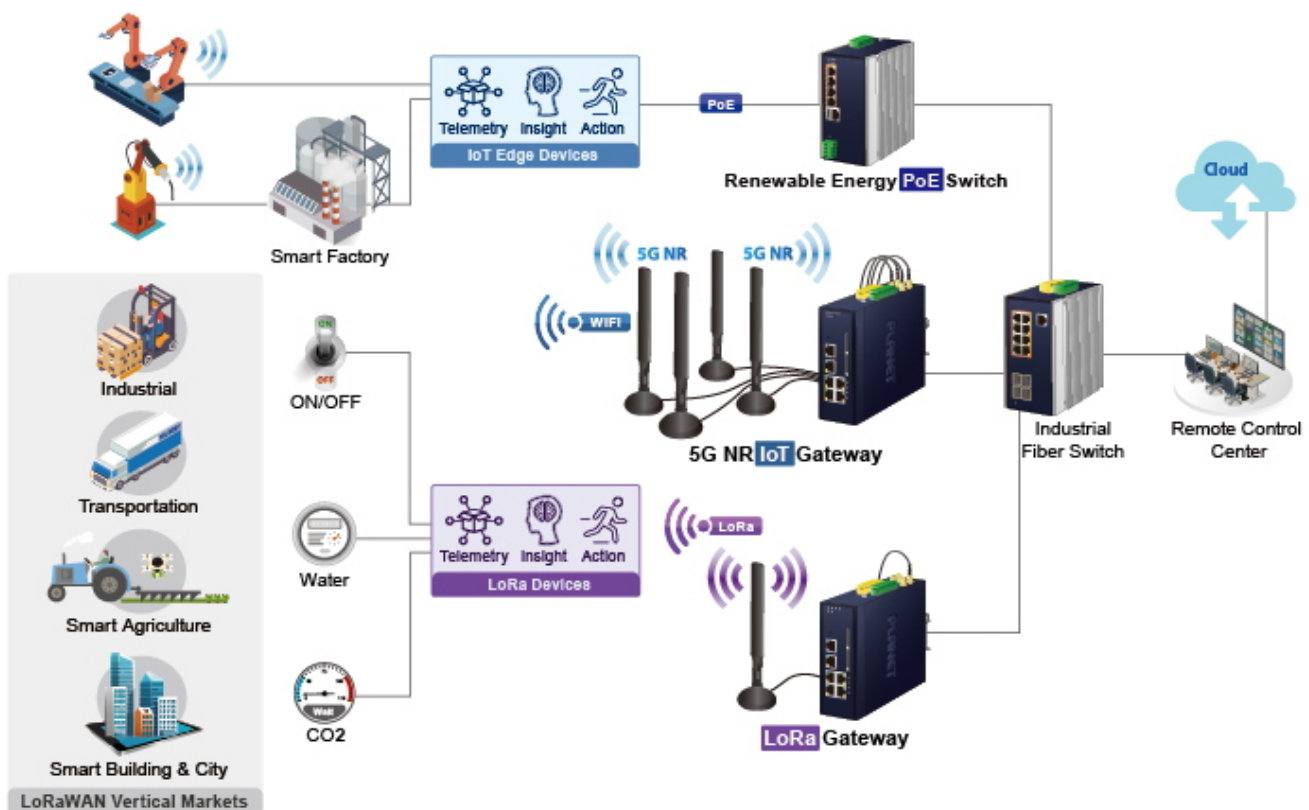 Telemetry
Insight
Action
IoT Edge Devices
PoE
Renewable Energy PoE Switch
Cloud
Smart Factory
5G NR
5G NR
WIFI
PLANET
5G NR IoT Gateway
Industrial
Fiber Switch
Remote Control
Center
Industrial
Transportation
Smart Agriculture
Smart Building & City
LoRaWAN Vertical Markets
ON
OFF
ON/OFF
Water
Watt
CO2
Telemetry
Insight
Action
LoRa Devices
LoRa
PLANET
LoRa Gateway